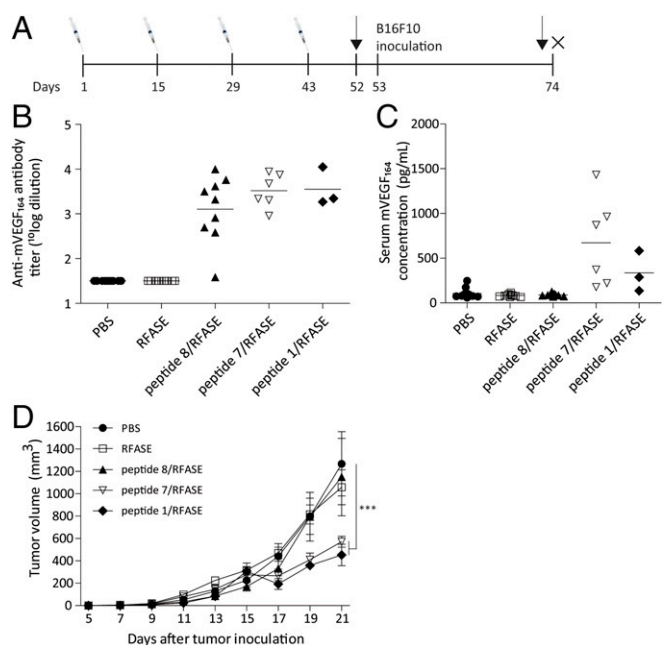 A
B16F10
inoculation
Days 1 15 29 43 52 53 74
B
Anti-mVEGF164 antibody
titer (10log dilution)
5
4
3
2
1
PBS
RFASE
peptide 8/RFASE
peptide 7/RFASE
peptide 1/RFASE
C
Serum mVEGF164
concentration (pg/mL)
2000
1500
1000
500
0
PBS
RFASE
peptide 8/RFASE
peptide 7/RFASE
peptide 1/RFASE
D
Tumor volume (mm3)
1600
1400
1200
1000
800
600
400
200
0
PBS
RFASE
peptide 8/RFASE
peptide 7/RFASE
peptide 1/RFASE
***
5 7 9 11 13 15 17 19 21
Days after tumor inoculation